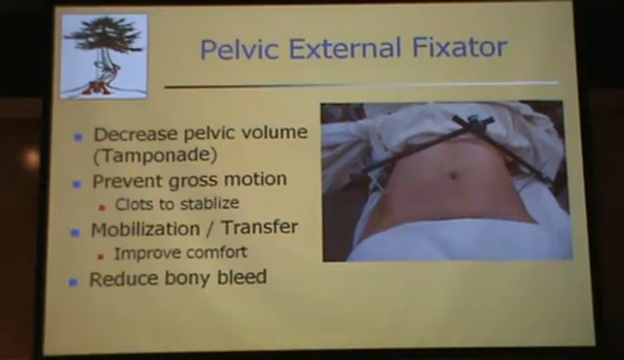 Pelvic External Fixator
Decrease pelvic volume
(Tamponade)
Prevent gross motion
Clots to stablize
Mobilization / Transfer
Improve comfort
Reduce bony bleed